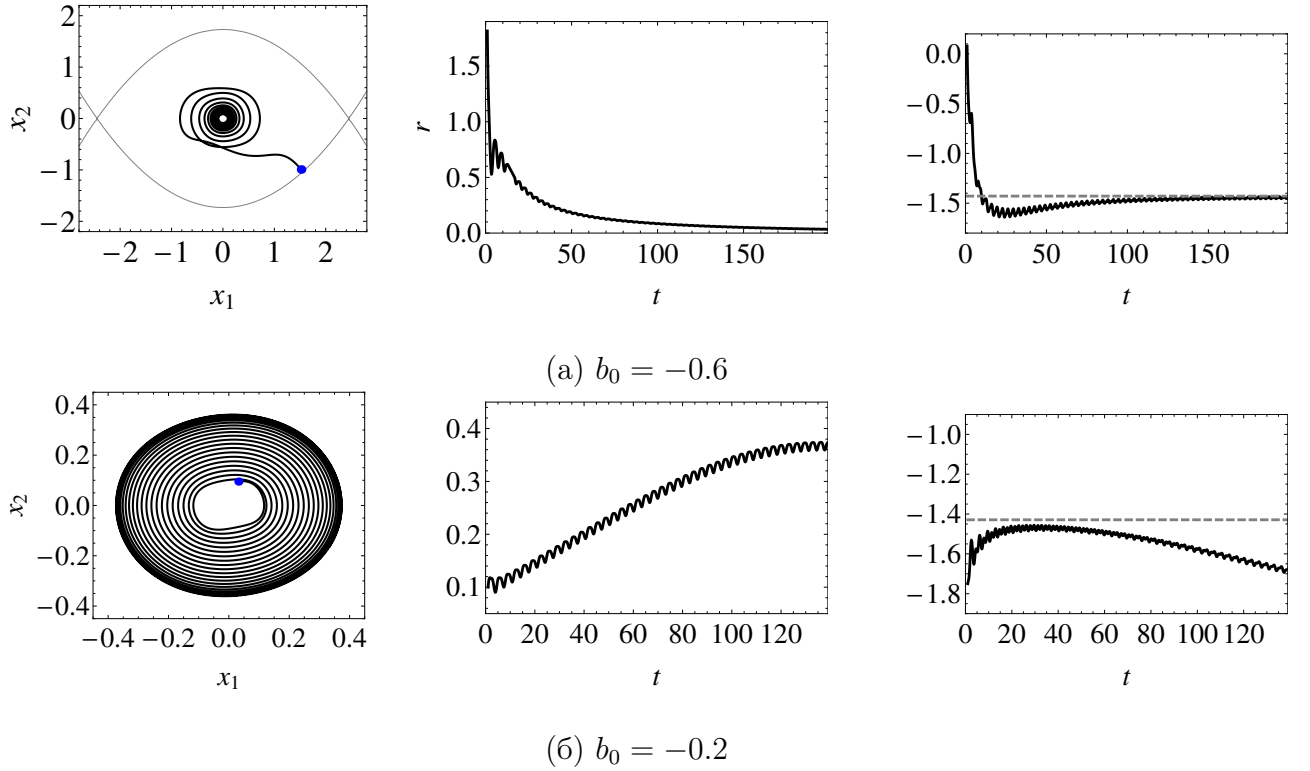 2
1
0
−1
−2
x₂
−2 −1 0 1 2
x₁
1.5
1.0
0.5
0.0
r
0 50 100 150
t
0.0
−0.5
−1.0
−1.5
0 50 100 150
t
(а) b₀ = −0.6
0.4
0.2
0.0
−0.2
−0.4
x₂
−0.4 −0.2 0.0 0.2 0.4
x₁
0.4
0.3
0.2
0.1
0 20 40 60 80 100 120
t
−1.0
−1.2
−1.4
−1.6
−1.8
0 20 40 60 80 100 120
t
(б) b₀ = −0.2